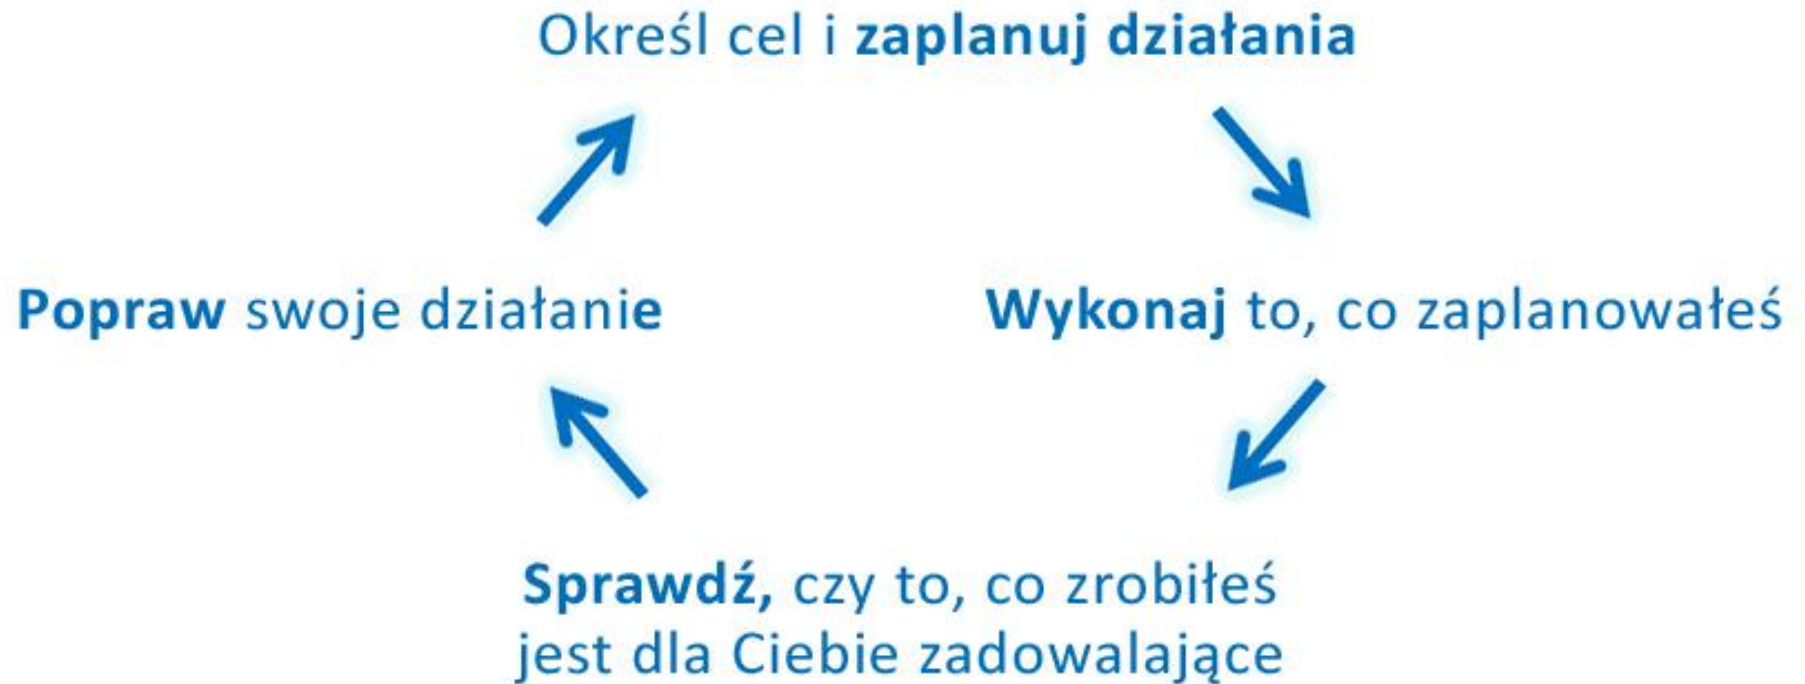 Określ cel i zaplanuj działania
Popraw swoje działanie
Wykonaj to, co zaplanowałeś
Sprawdź, czy to, co zrobiłeś
jest dla Ciebie zadowalające